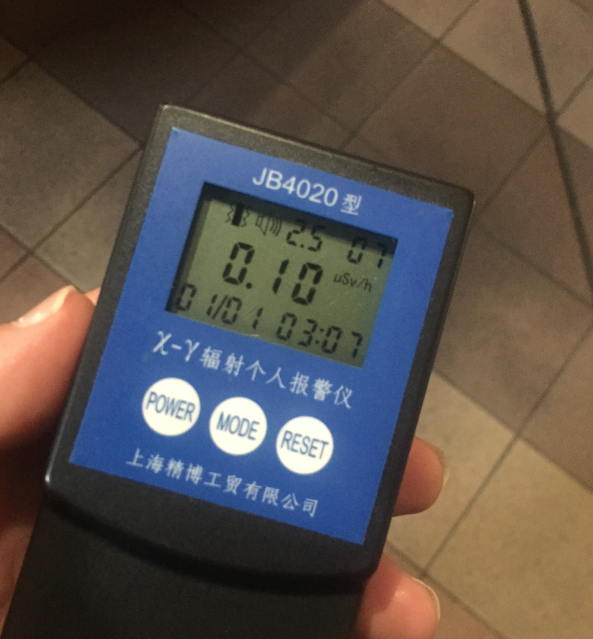 JB4020型
2.5 07
0.10 µSv/h
01/01 03:07
χ-γ辐射个人报警仪
POWER MODE RESET
上海精博工贸有限公司